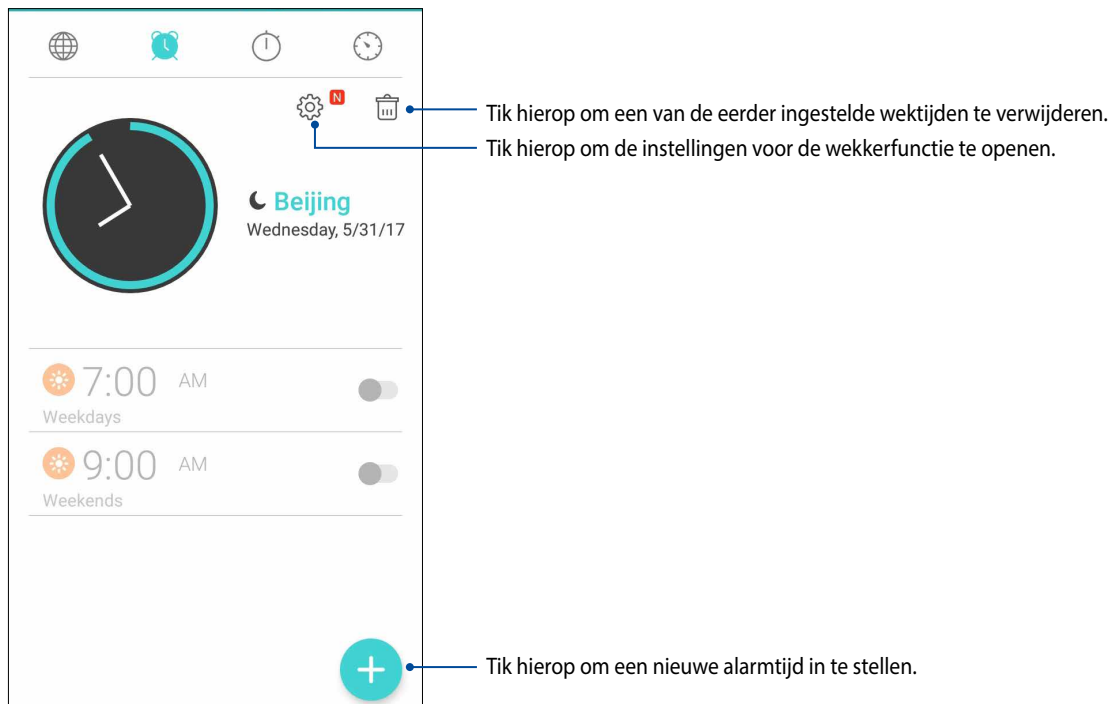 N
Tik hierop om een van de eerder ingestelde wektijden te verwijderen.
Tik hierop om de instellingen voor de wekkerfunctie te openen.
Beijing
Wednesday, 5/31/17
7:00 AM
Weekdays
9:00 AM
Weekends
Tik hierop om een nieuwe alarmtijd in te stellen.